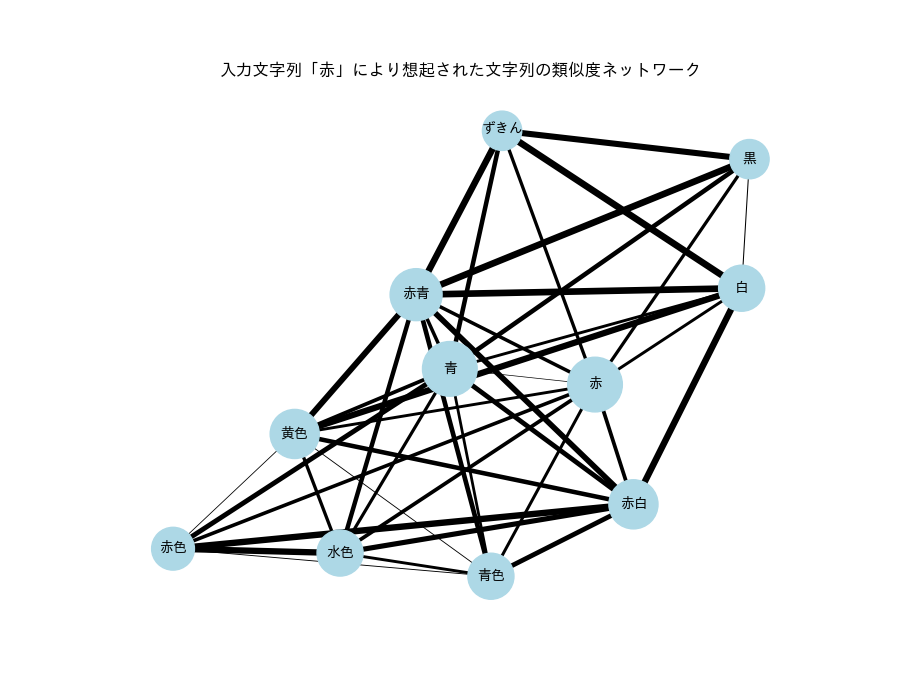 入力文字列「赤」により想起された文字列の類似度ネットワーク
ずきん
黒
白
赤青
青
赤
黄色
赤白
赤色
水色
青色